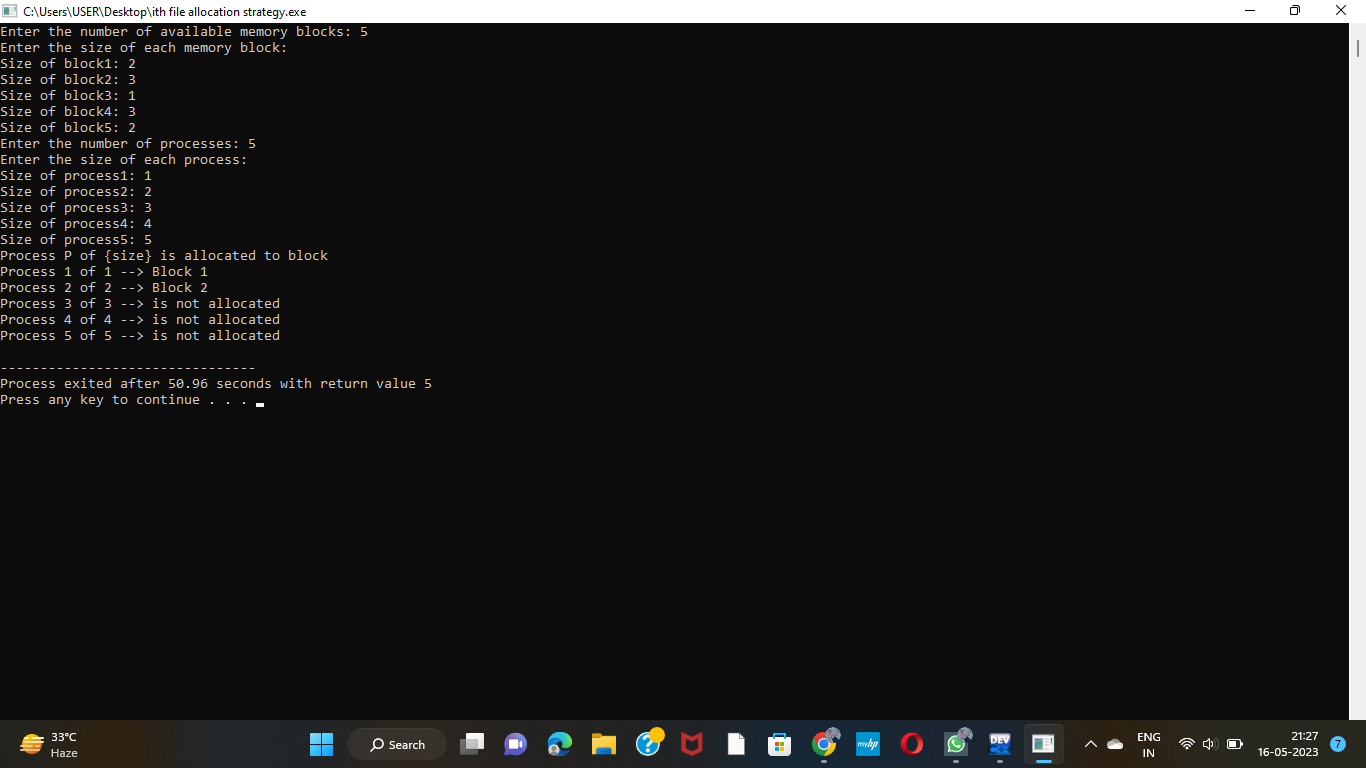 C:\Users\USER\Desktop\ith file allocation strategy.exe
Enter the number of available memory blocks: 5
Enter the size of each memory block:
Size of block1: 2
Size of block2: 3
Size of block3: 1
Size of block4: 3
Size of block5: 2
Enter the number of processes: 5
Enter the size of each process:
Size of process1: 1
Size of process2: 2
Size of process3: 3
Size of process4: 4
Size of process5: 5
Process P of {size} is allocated to block
Process 1 of 1 --> Block 1
Process 2 of 2 --> Block 2
Process 3 of 3 --> is not allocated
Process 4 of 4 --> is not allocated
Process 5 of 5 --> is not allocated
--------------------------------
Process exited after 50.96 seconds with return value 5
Press any key to continue . . .
33°C
Haze
Search
myhp
DEV
ENG
IN
21:27
16-05-2023
7